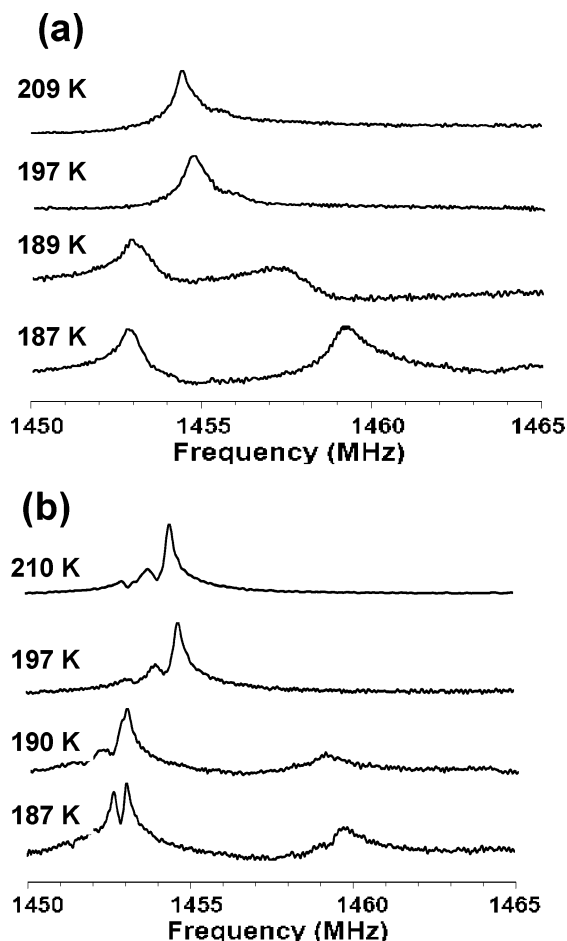 (a)
209 K
197 K
189 K
187 K
1450 1455 1460 1465
Frequency (MHz)
(b)
210 K
197 K
190 K
187 K
1450 1455 1460 1465
Frequency (MHz)